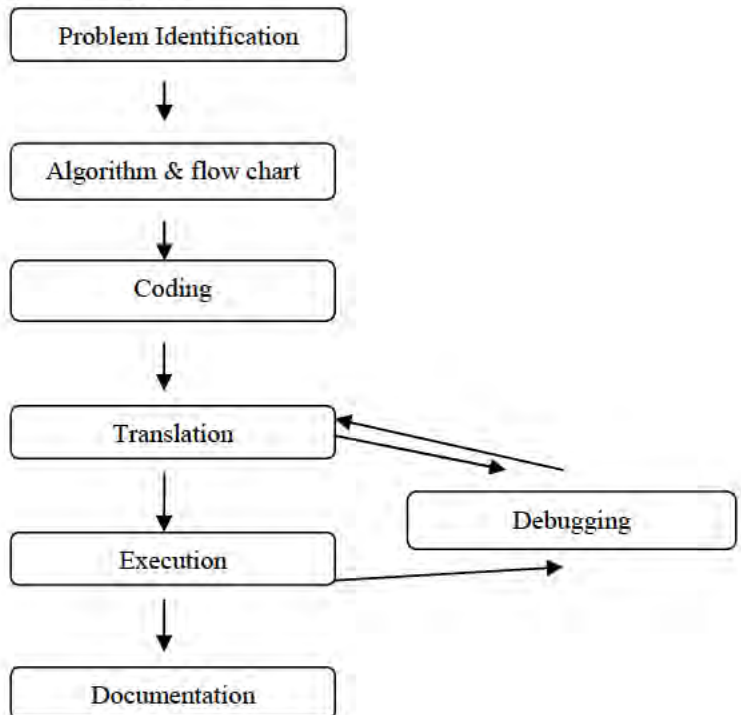 Problem Identification
Algorithm & flow chart
Coding
Translation
Debugging
Execution
Documentation